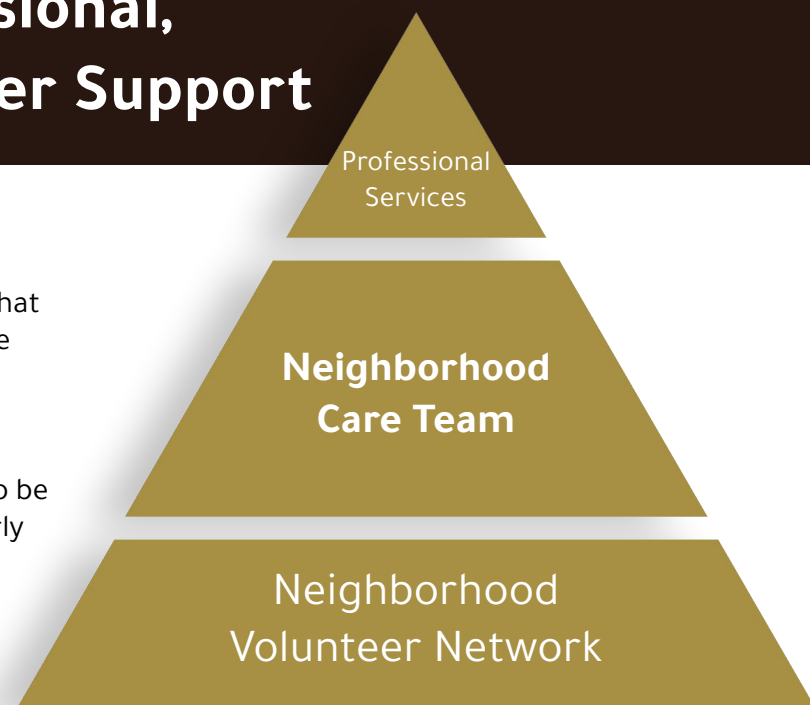 sional,
er Support
Professional
Services
hat
e
Neighborhood
Care Team
o be
rly
Neighborhood
Volunteer Network